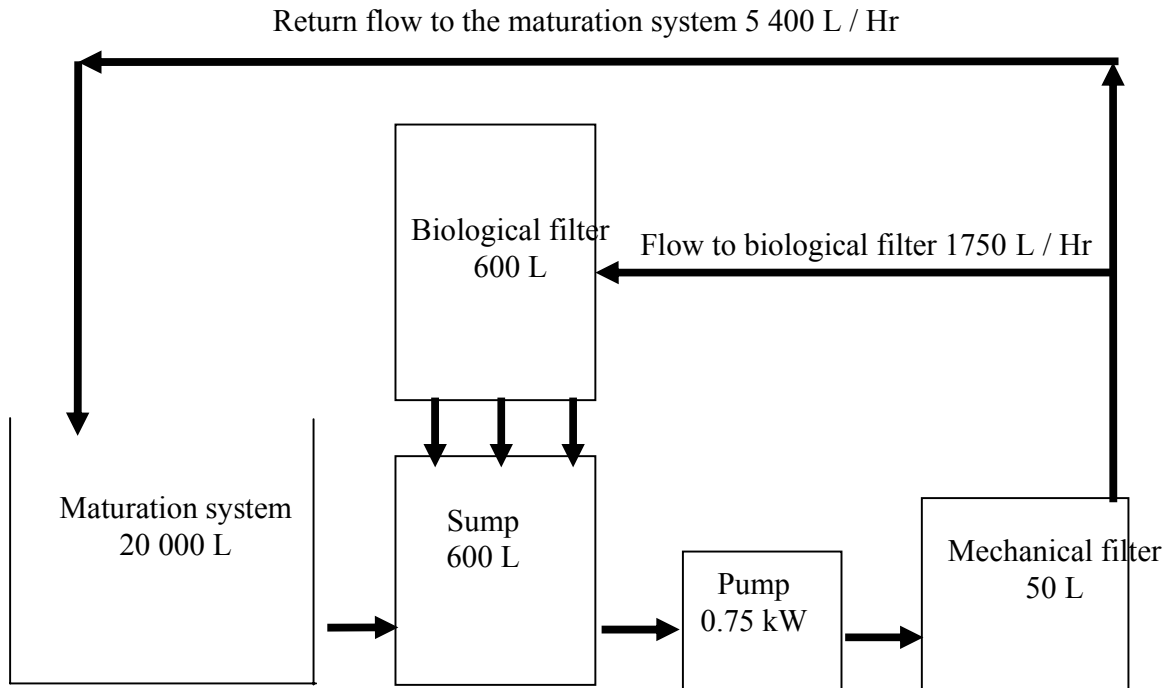 Return flow to the maturation system 5 400 L / Hr
Biological filter
600 L
Flow to biological filter 1750 L / Hr
Maturation system
20 000 L
Sump
600 L
Pump
0.75 kW
Mechanical filter
50 L